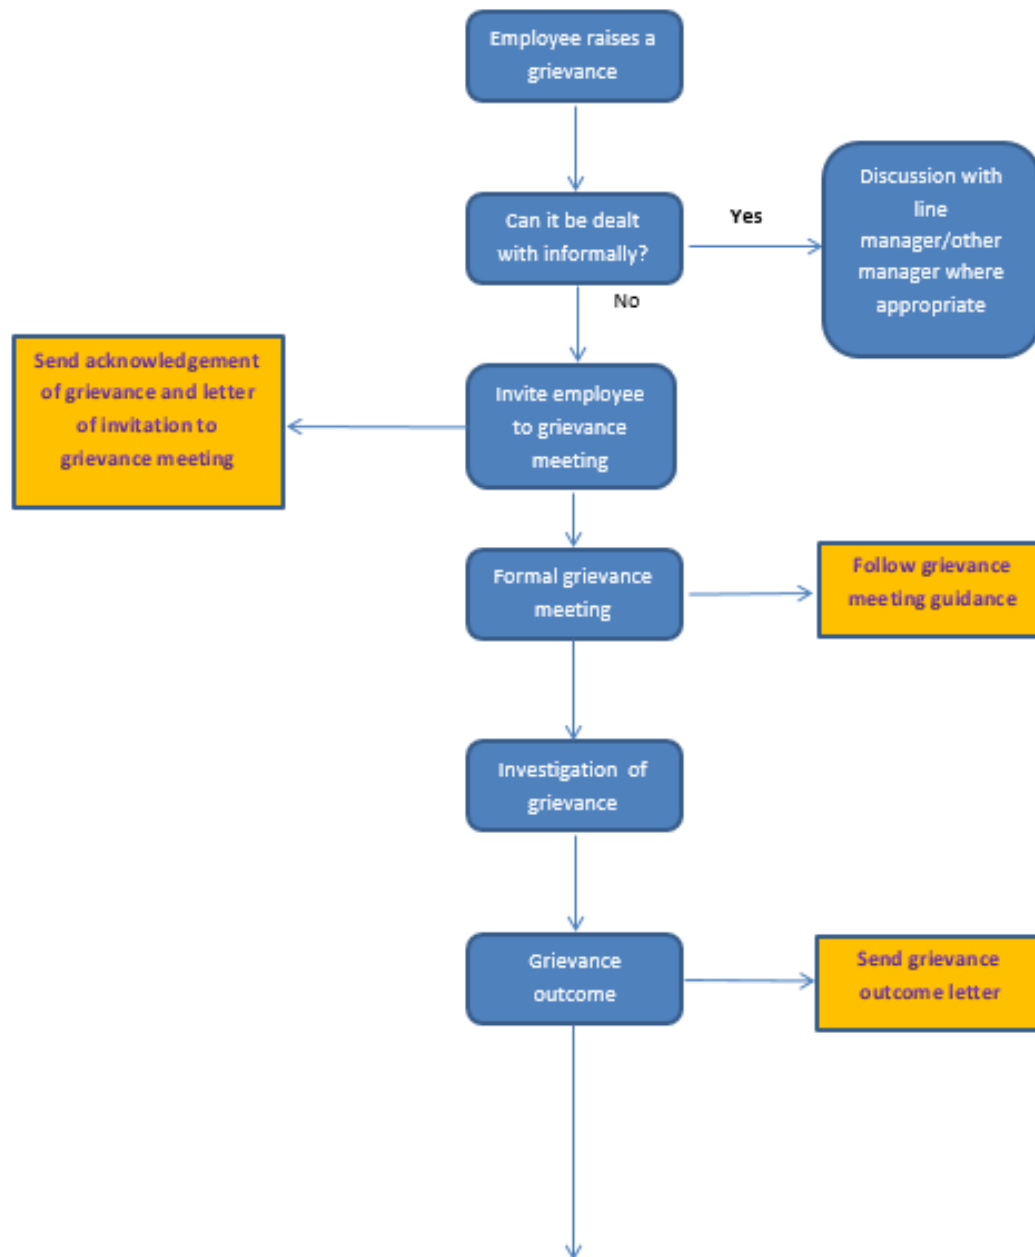 Employee raises a
grievance
Can it be dealt
with informally?
Yes
Discussion with
line
manager/other
manager where
appropriate
No
Send acknowledgement
of grievance and letter
of invitation to
grievance meeting
Invite employee
to grievance
meeting
Formal grievance
meeting
Follow grievance
meeting guidance
Investigation of
grievance
Grievance
outcome
Send grievance
outcome letter